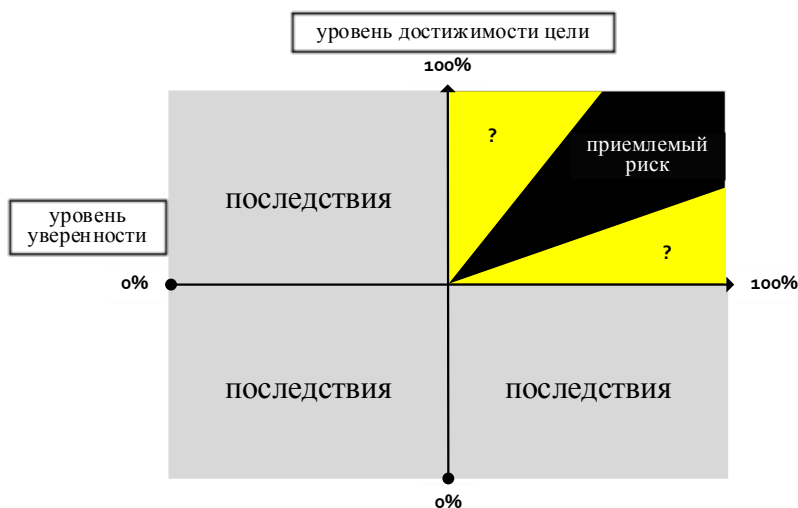 уровень достижимости цели
100%
?
приемлемый
риск
последствия
уровень
уверенности
?
0%
100%
последствия
последствия
0%